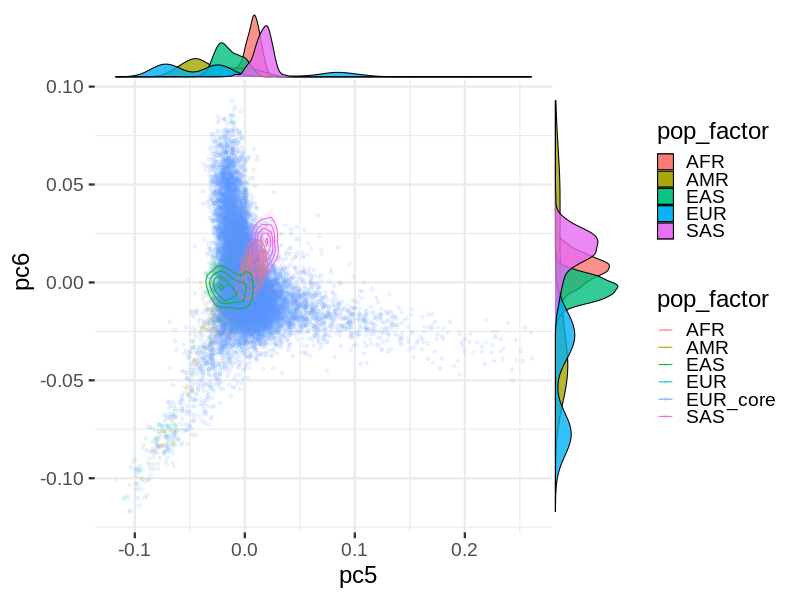 0.10
0.05
0.00
-0.05
-0.10
pc6
-0.1
0.0
0.1
0.2
pc5
pop_factor
AFR
AMR
EAS
EUR
SAS
pop_factor
AFR
AMR
EAS
EUR
EUR_core
SAS